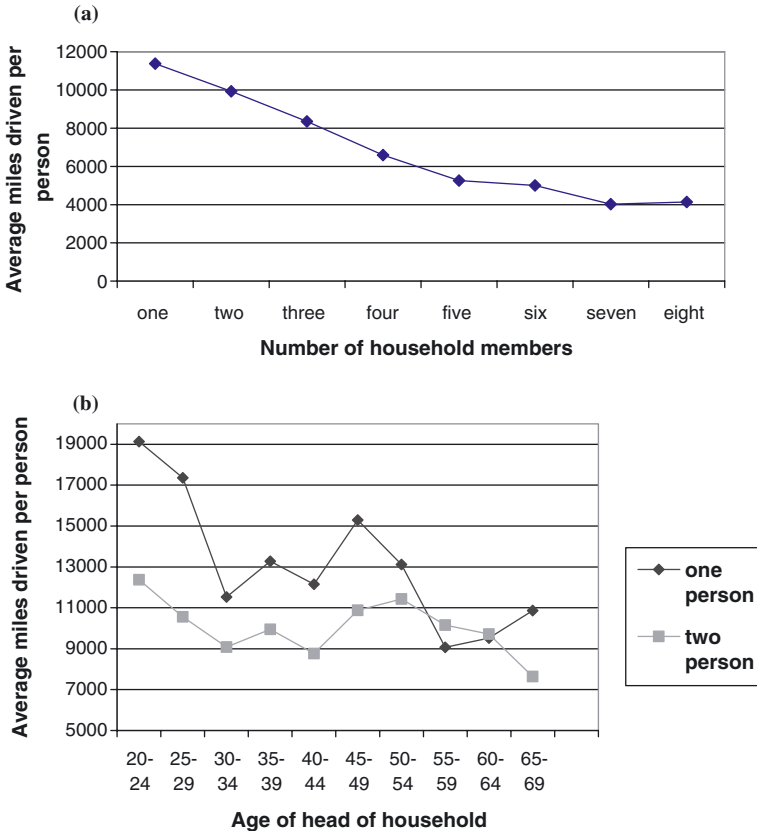 (a)
Average miles driven per
person
12000
10000
8000
6000
4000
2000
0
one two three four five six seven eight
Number of household members
(b)
Average miles driven per person
19000
17000
15000
13000
11000
9000
7000
5000
20- 25- 30- 35- 40- 45- 50- 55- 60- 65-
24 29 34 39 44 49 54 59 64 69
Age of head of household
one
person
two
person